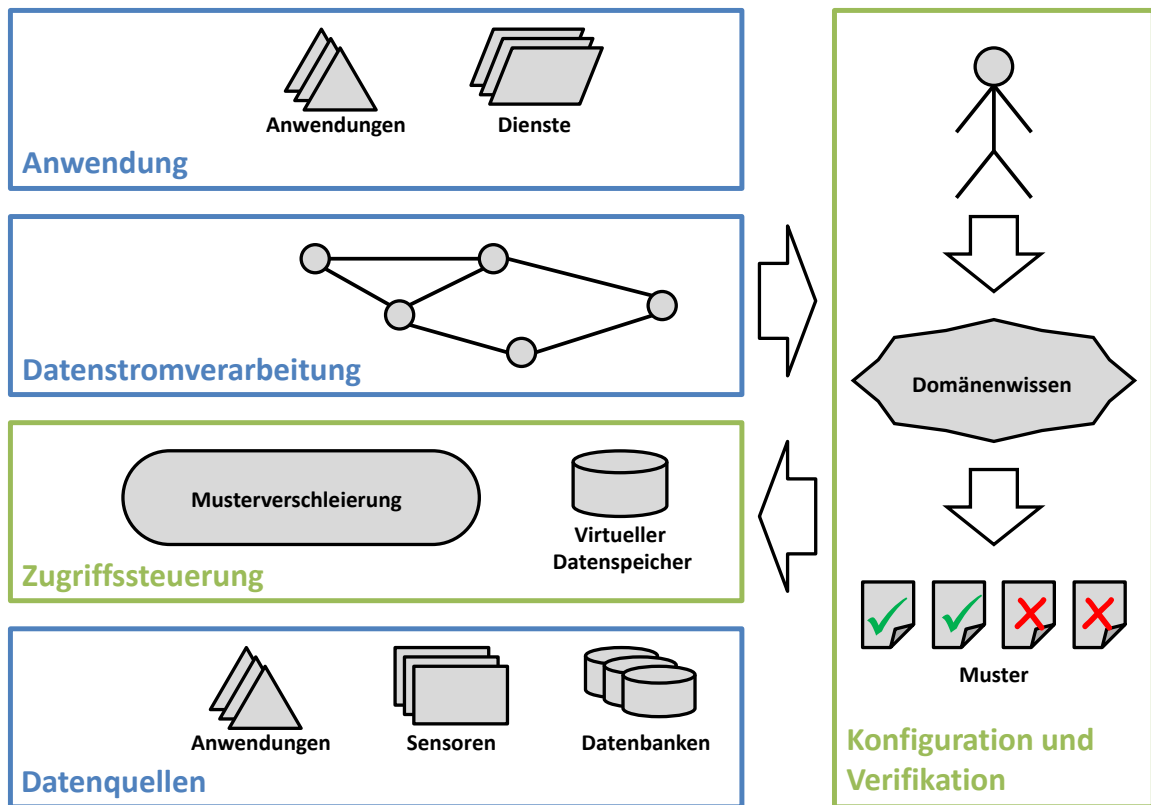 Anwendungen
Dienste
Anwendung
Datenstromverarbeitung
Musterverschleierung
Virtueller
Datenspeicher
Zugriffssteuerung
Anwendungen
Sensoren
Datenbanken
Datenquellen
Domänenwissen
Muster
Konfiguration und
Verifikation